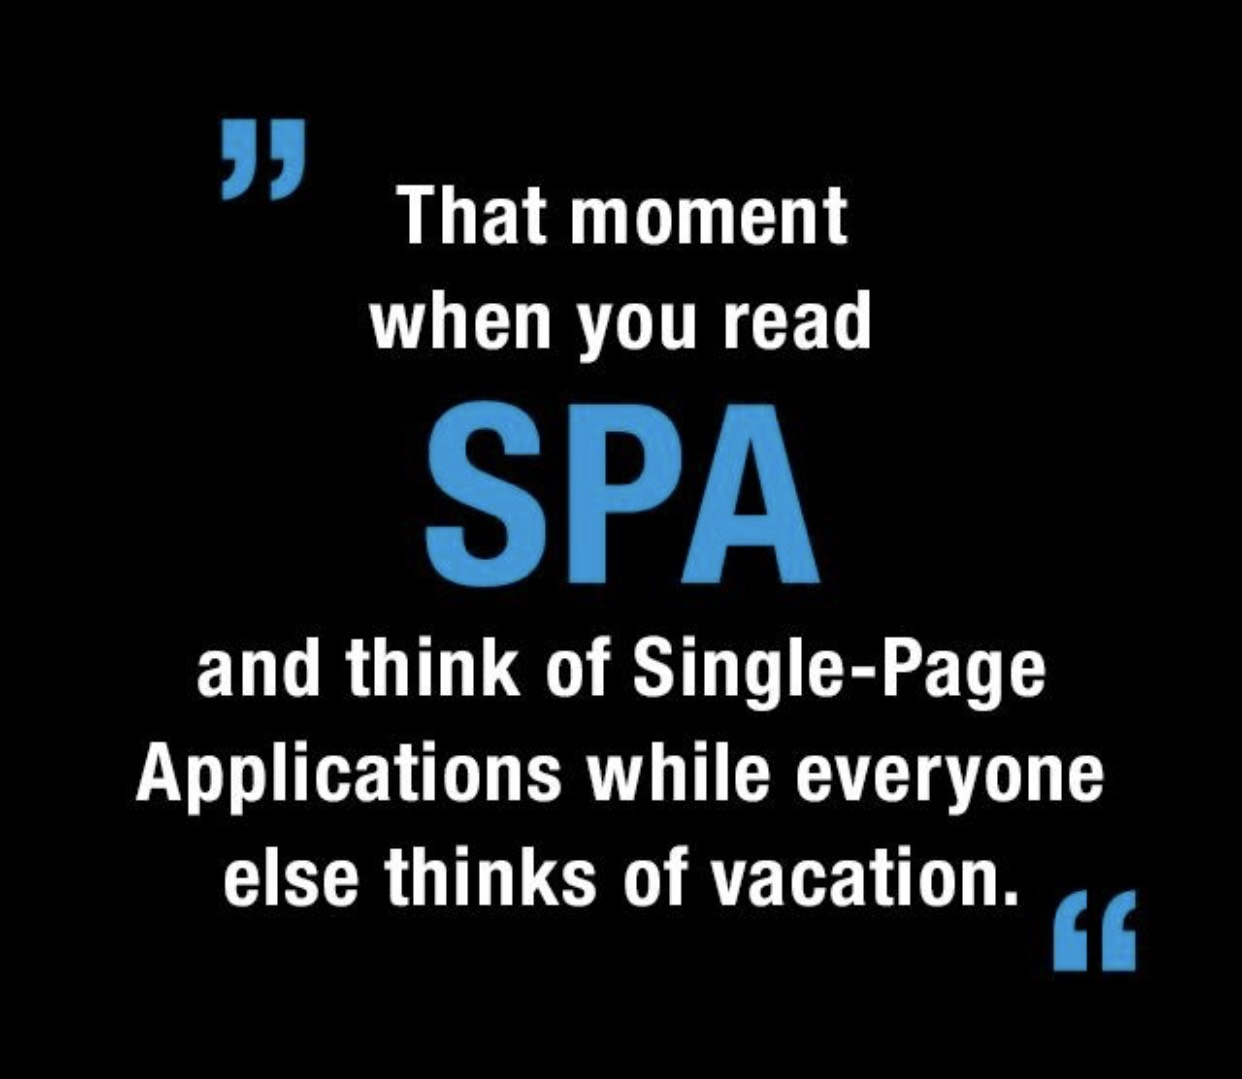 ”
That moment
when you read
SPA
and think of Single-Page
Applications while everyone
else thinks of vacation.
“